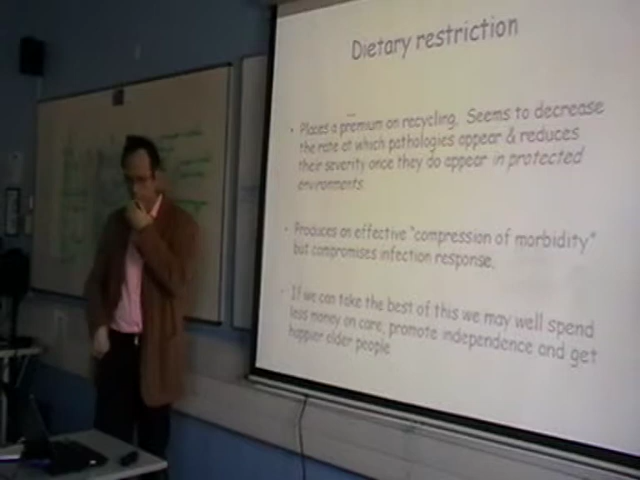 Dietary restriction
• Places a premium on recycling. Seems to decrease
the rate at which pathologies appear & reduces
their severity once they do appear in protected
environments.
• Produces an effective "compression of morbidity"
but compromises infection response.
• If we can take the best of this we may well spend
less money on care, promote independence and get
happier older people